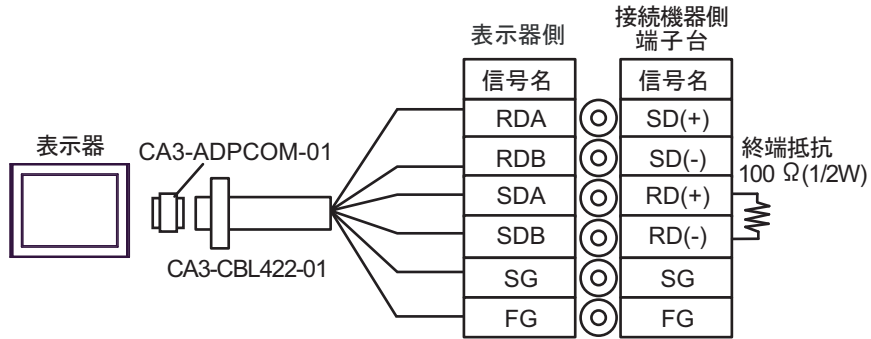 表示器
CA3-ADPCOM-01
CA3-CBL422-01
表示器側
接続機器側
端子台
信号名 信号名
RDA SD(+)
RDB SD(-)
SDA RD(+)
SDB RD(-)
SG SG
FG FG
終端抵抗
100 Ω(1/2W)